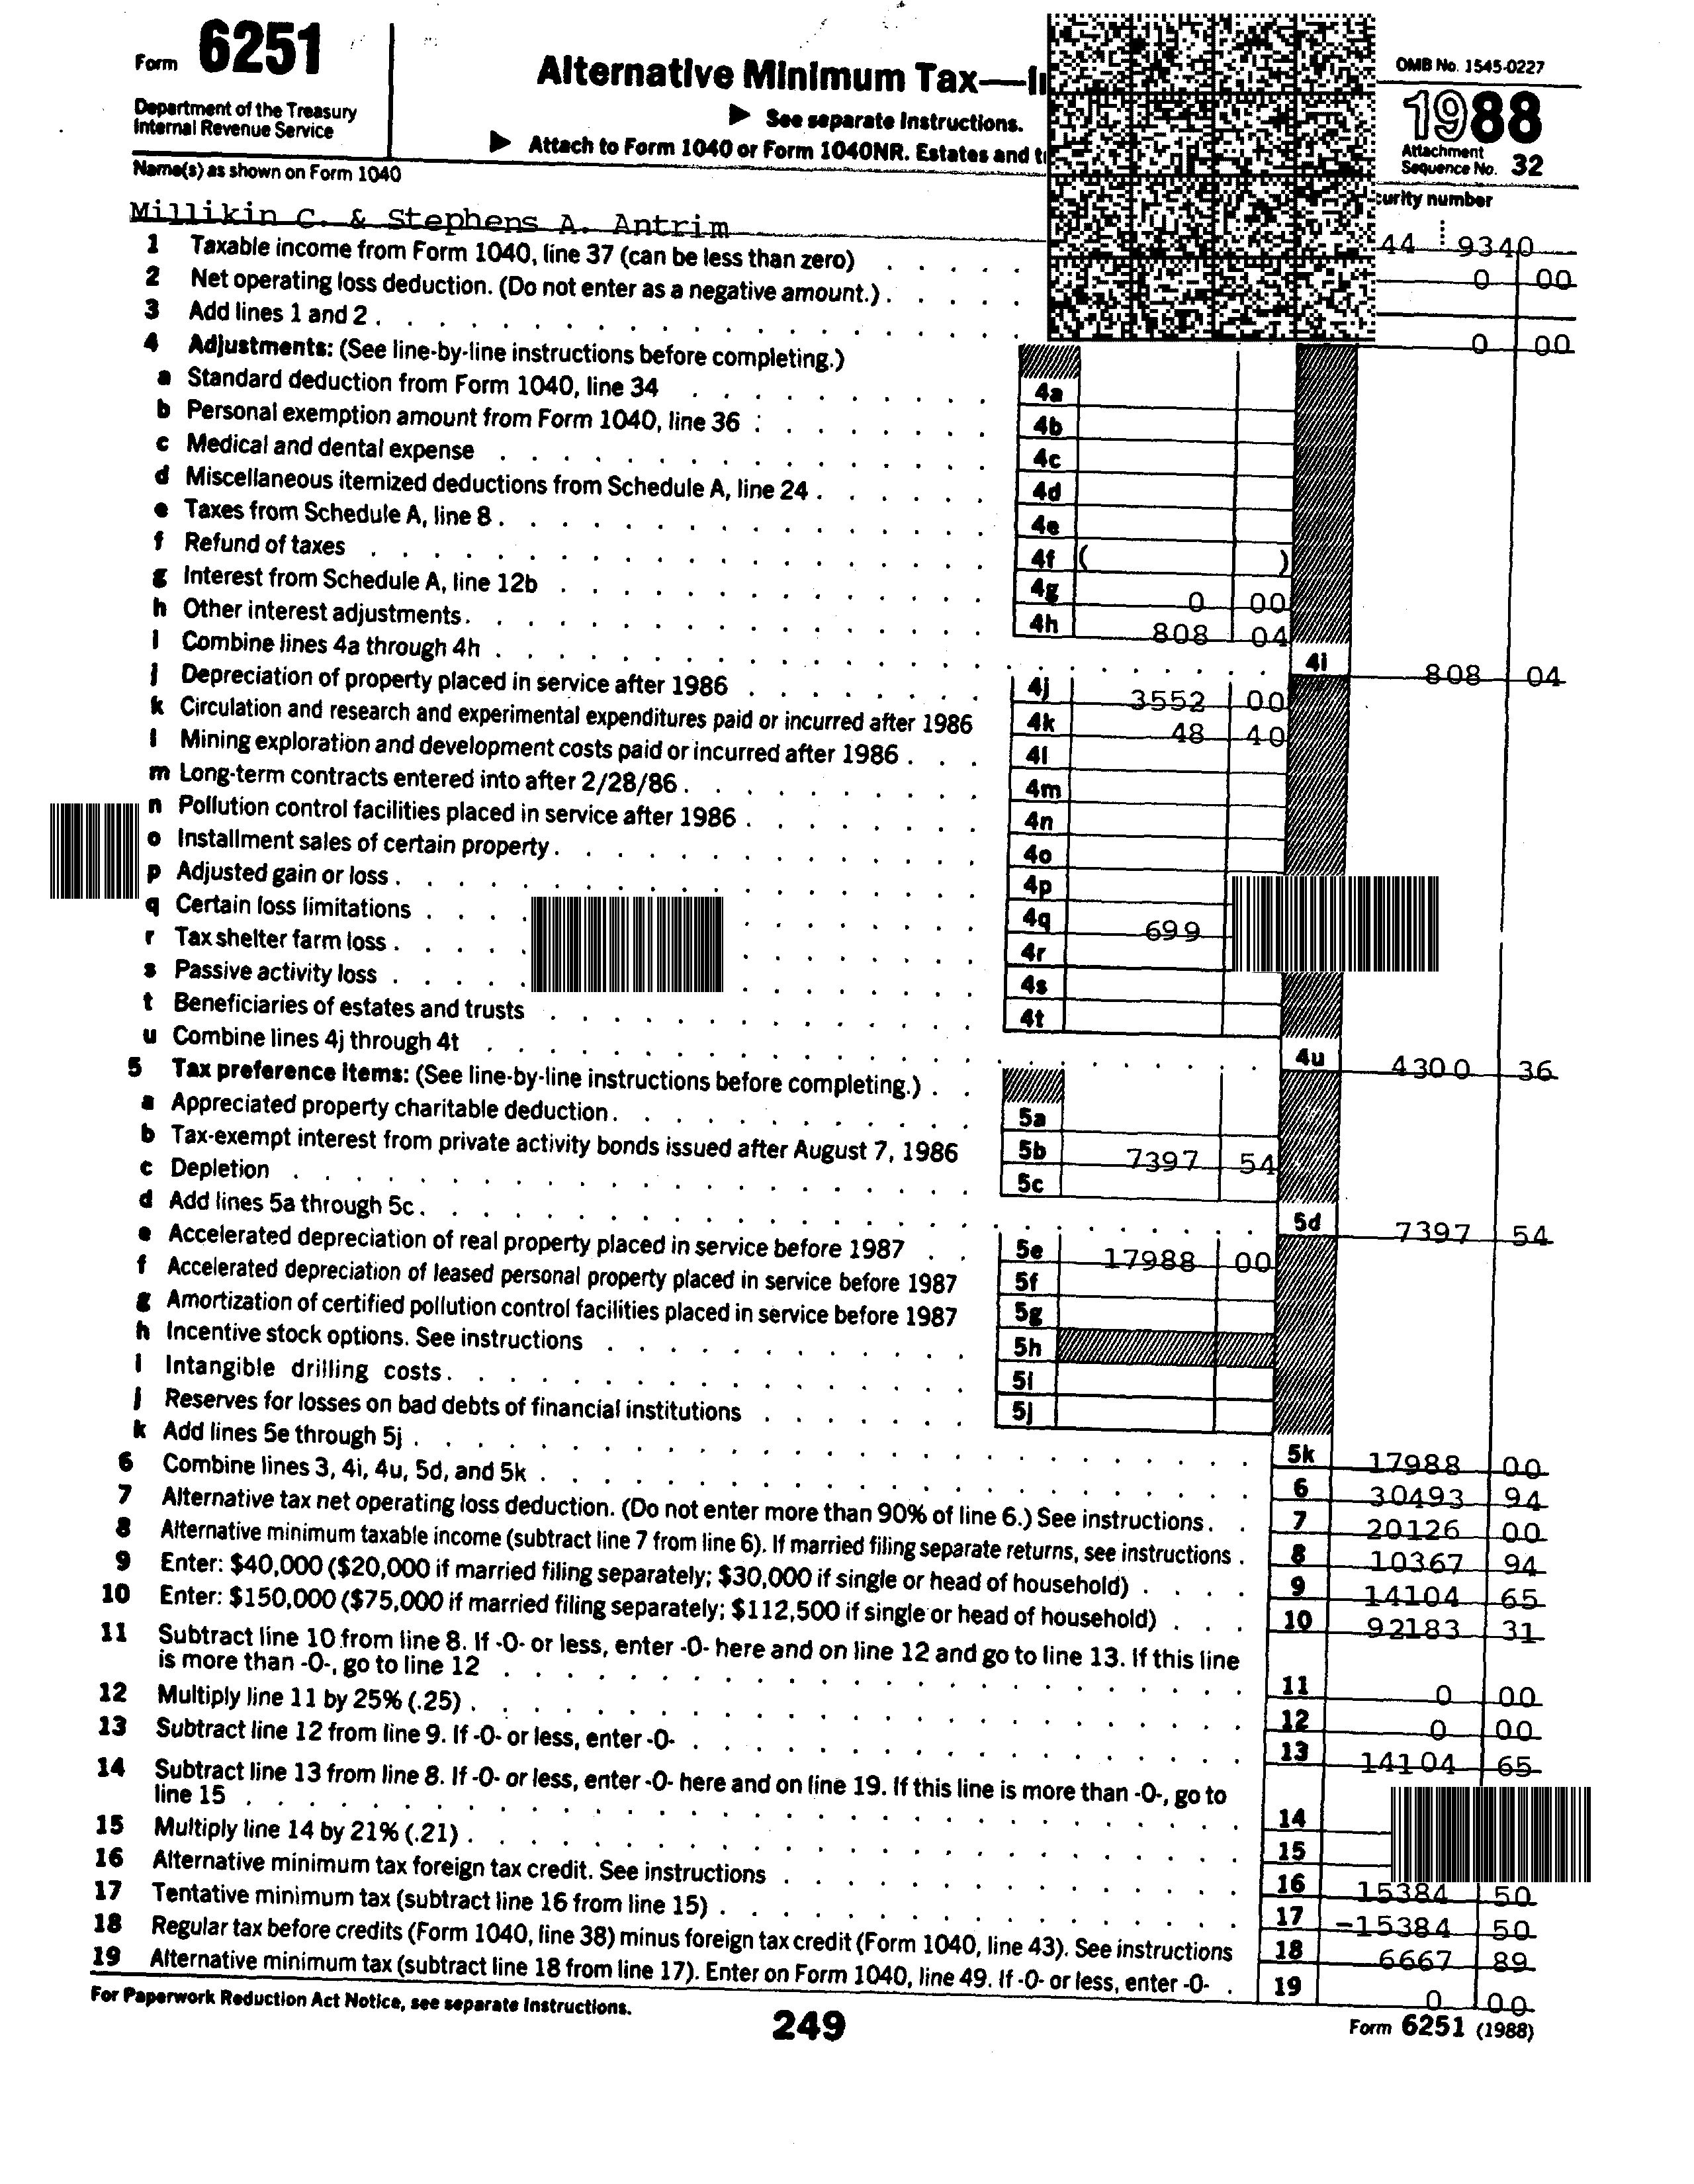 Form 6251
Department of the Treasury
Internal Revenue Service
Alternative Minimum Tax—
▶ See separate Instructions.
▶ Attach to Form 1040 or Form 1040NR. Estates and
OMB No. 1545-0227
1988
Attachment
Sequence No. 32
Name(s) as shown on Form 1040
number
Millikin C. & Stephens A. Antrim
44 9340
1 Taxable income from Form 1040, line 37 (can be less than zero) . . . . . 0 00
2 Net operating loss deduction. (Do not enter as a negative amount.) . . . . .
3 Add lines 1 and 2 . . . . . 0 00
4 Adjustments: (See line-by-line instructions before completing.)
a Standard deduction from Form 1040, line 34 . . . . . 4a
b Personal exemption amount from Form 1040, line 36 : . . . . . 4b
c Medical and dental expense . . . . . 4c
d Miscellaneous itemized deductions from Schedule A, line 24 . . . . . 4d
e Taxes from Schedule A, line 8 . . . . . 4e
f Refund of taxes . . . . . 4f ( )
g Interest from Schedule A, line 12b . . . . . 4g 0 00
h Other interest adjustments . . . . . 4h 808 04
i Combine lines 4a through 4h . . . . . 4i 808 04
j Depreciation of property placed in service after 1986 . . . . . 4j 3552 00
k Circulation and research and experimental expenditures paid or incurred after 1986 4k 48 40
l Mining exploration and development costs paid or incurred after 1986 . . . 4l
m Long-term contracts entered into after 2/28/86 . . . . . 4m
n Pollution control facilities placed in service after 1986 . . . . . 4n
o Installment sales of certain property . . . . . 4o
p Adjusted gain or loss . . . . . 4p
q Certain loss limitations . . . . . 4q 699
r Tax shelter farm loss . . . . . 4r
s Passive activity loss . . . . . 4s
t Beneficiaries of estates and trusts . . . . . 4t
u Combine lines 4j through 4t . . . . . 4u 4300 36
5 Tax preference items: (See line-by-line instructions before completing.) . .
a Appreciated property charitable deduction . . . . . 5a
b Tax-exempt interest from private activity bonds issued after August 7, 1986 5b 7397 54
c Depletion . . . . . 5c
d Add lines 5a through 5c . . . . . 5d 7397 54
e Accelerated depreciation of real property placed in service before 1987 . . 5e 17988 00
f Accelerated depreciation of leased personal property placed in service before 1987 5f
g Amortization of certified pollution control facilities placed in service before 1987 5g
h Incentive stock options. See instructions . . . . . 5h
i Intangible drilling costs . . . . . 5i
j Reserves for losses on bad debts of financial institutions . . . . . 5j
k Add lines 5e through 5j . . . . . 5k 17988 00
6 Combine lines 3, 4i, 4u, 5d, and 5k . . . . . 6 30493 94
7 Alternative tax net operating loss deduction. (Do not enter more than 90% of line 6.) See instructions . . 7 20126 00
8 Alternative minimum taxable income (subtract line 7 from line 6). If married filing separate returns, see instructions . 8 10367 94
9 Enter: $40,000 ($20,000 if married filing separately; $30,000 if single or head of household) . . . . 9 14104 65
10 Enter: $150,000 ($75,000 if married filing separately; $112,500 if single or head of household) . . . 10 92183 31
11 Subtract line 10 from line 8. If -0- or less, enter -0- here and on line 12 and go to line 13. If this line
is more than -0-, go to line 12 . . . . . 11 0 00
12 Multiply line 11 by 25% (.25) . . . . . 12 0 00
13 Subtract line 12 from line 9. If -0- or less, enter -0- . . . . . 13 14104 65
14 Subtract line 13 from line 8. If -0- or less, enter -0- here and on line 19. If this line is more than -0-, go to
line 15 . . . . . 14
15 Multiply line 14 by 21% (.21) . . . . . 15
16 Alternative minimum tax foreign tax credit. See instructions . . . . . 16 15384 50
17 Tentative minimum tax (subtract line 16 from line 15) . . . . . 17 -15384 50
18 Regular tax before credits (Form 1040, line 38) minus foreign tax credit (Form 1040, line 43). See instructions 18 6667 89
19 Alternative minimum tax (subtract line 18 from line 17). Enter on Form 1040, line 49. If -0- or less, enter -0- . 19 0 00
For Paperwork Reduction Act Notice, see separate Instructions.
249
Form 6251 (1988)